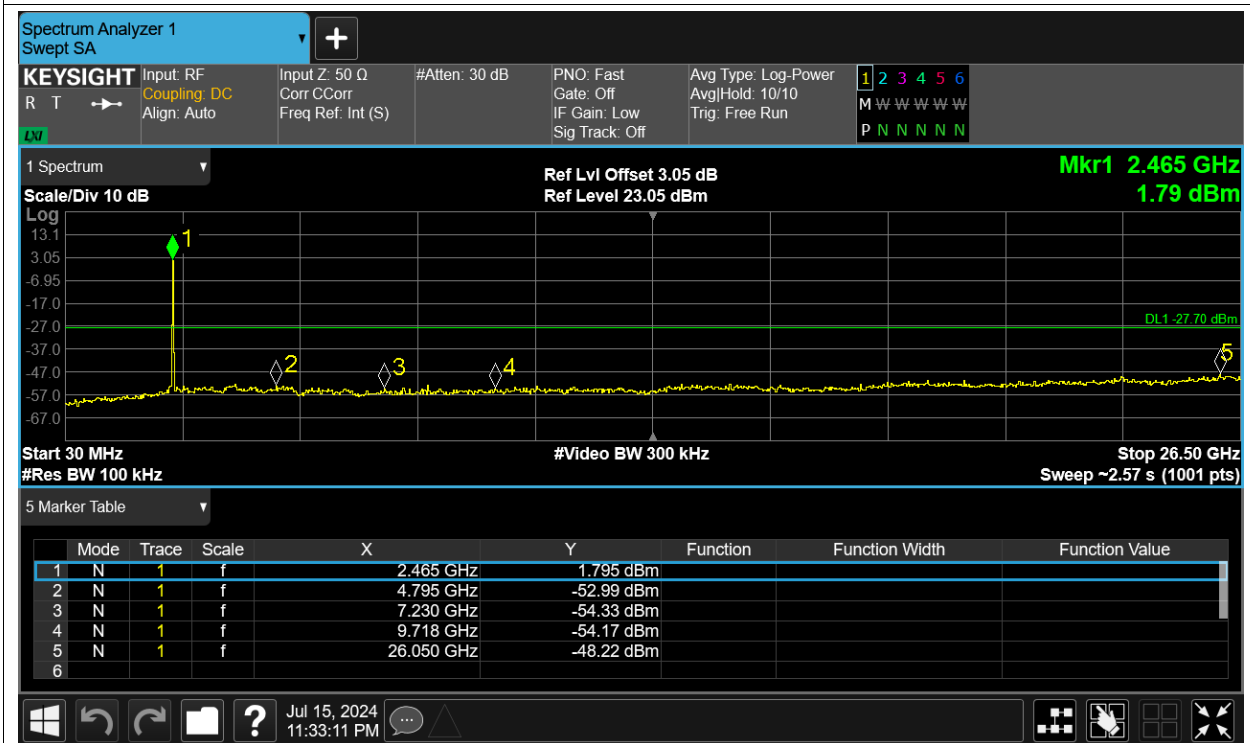 Spectrum Analyzer 1
Swept SA
+
KEYSIGHT
R T
LXI
Input: RF
Coupling: DC
Align: Auto
Input Z: 50 Ω
Corr CCorr
Freq Ref: Int (S)
#Atten: 30 dB
PNO: Fast
Gate: Off
IF Gain: Low
Sig Track: Off
Avg Type: Log-Power
Avg|Hold: 10/10
Trig: Free Run
1 2 3 4 5 6
M W W W W W
P N N N N N
1 Spectrum
Scale/Div 10 dB
Log
Ref Lvl Offset 3.05 dB
Ref Level 23.05 dBm
Mkr1 2.465 GHz
1.79 dBm
13.1
3.05
-6.95
-17.0
-27.0
-37.0
-47.0
-57.0
-67.0
1
2
3
4
5
DL1 -27.70 dBm
Start 30 MHz
#Res BW 100 kHz
#Video BW 300 kHz
Stop 26.50 GHz
Sweep ~2.57 s (1001 pts)
5 Marker Table
Mode Trace Scale X Y Function Function Width Function Value
1 N 1 f 2.465 GHz 1.795 dBm
2 N 1 f 4.795 GHz -52.99 dBm
3 N 1 f 7.230 GHz -54.33 dBm
4 N 1 f 9.718 GHz -54.17 dBm
5 N 1 f 26.050 GHz -48.22 dBm
6
?
Jul 15, 2024
11:33:11 PM